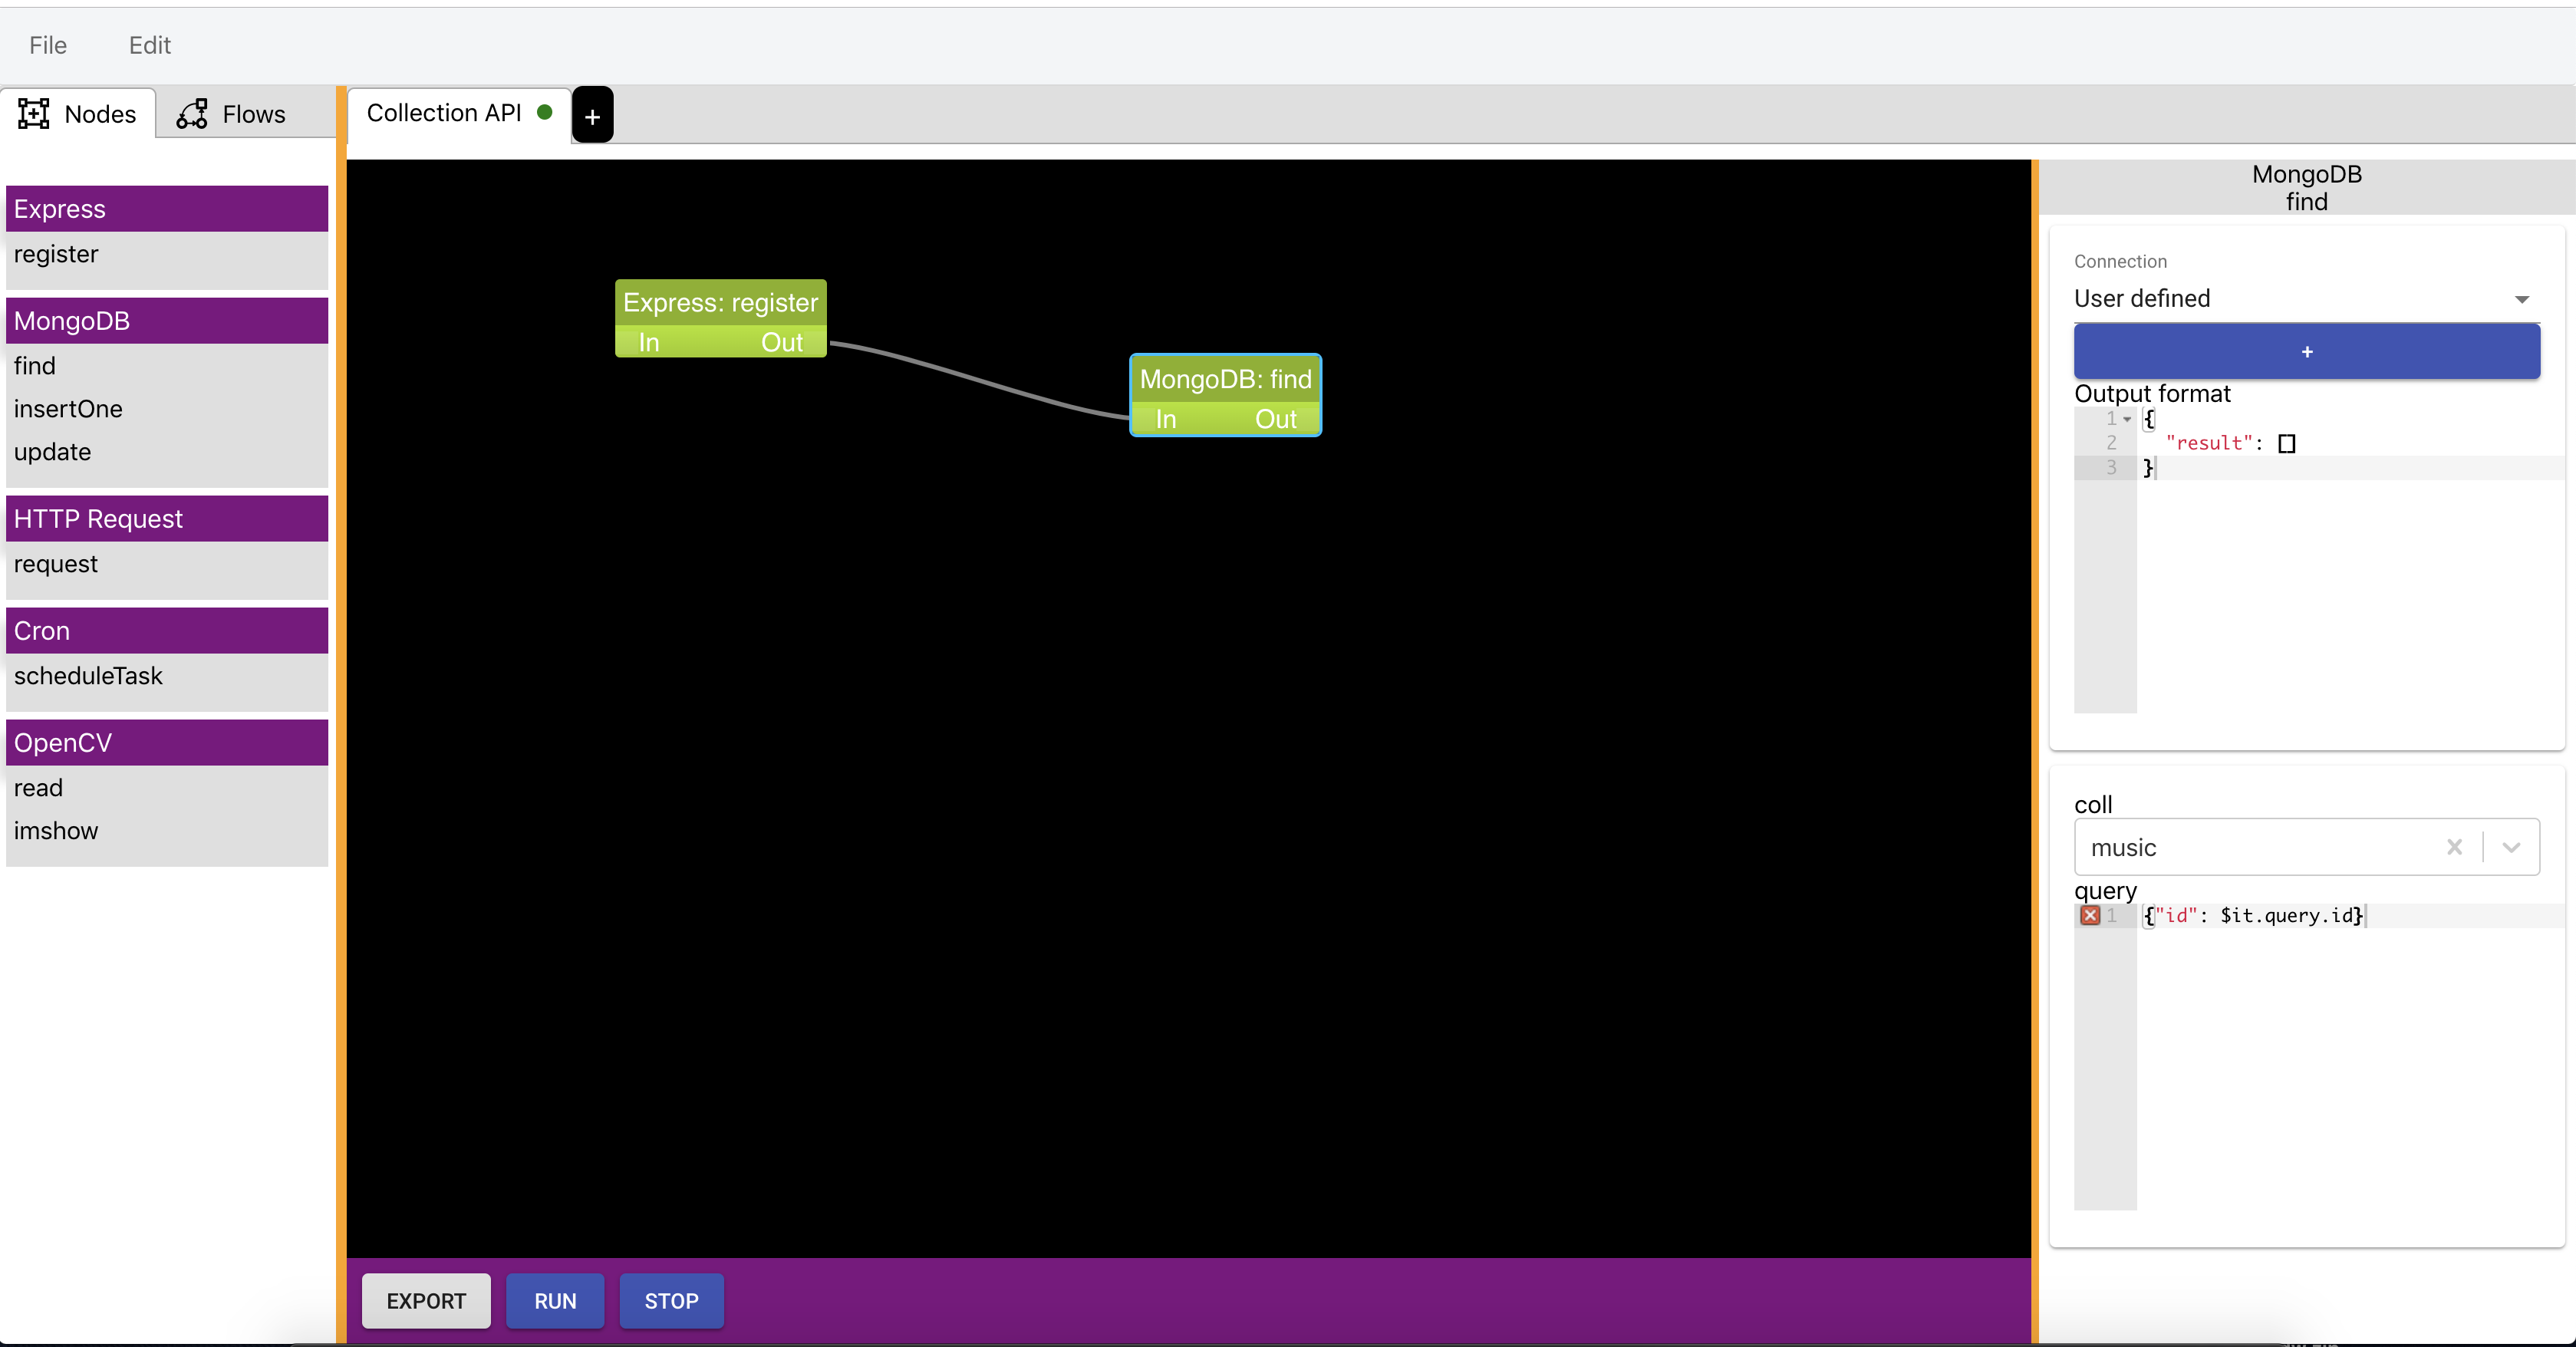 File Edit
Nodes Flows
Collection API +
Express
register
MongoDB
find
insertOne
update
HTTP Request
request
Cron
scheduleTask
OpenCV
read
imshow
Express: register
In Out
MongoDB: find
In Out
EXPORT RUN STOP
MongoDB
find
Connection
User defined
+
Output format
1 {
2 "result": []
3 }
coll
music
query
1 {"id": $it.query.id}